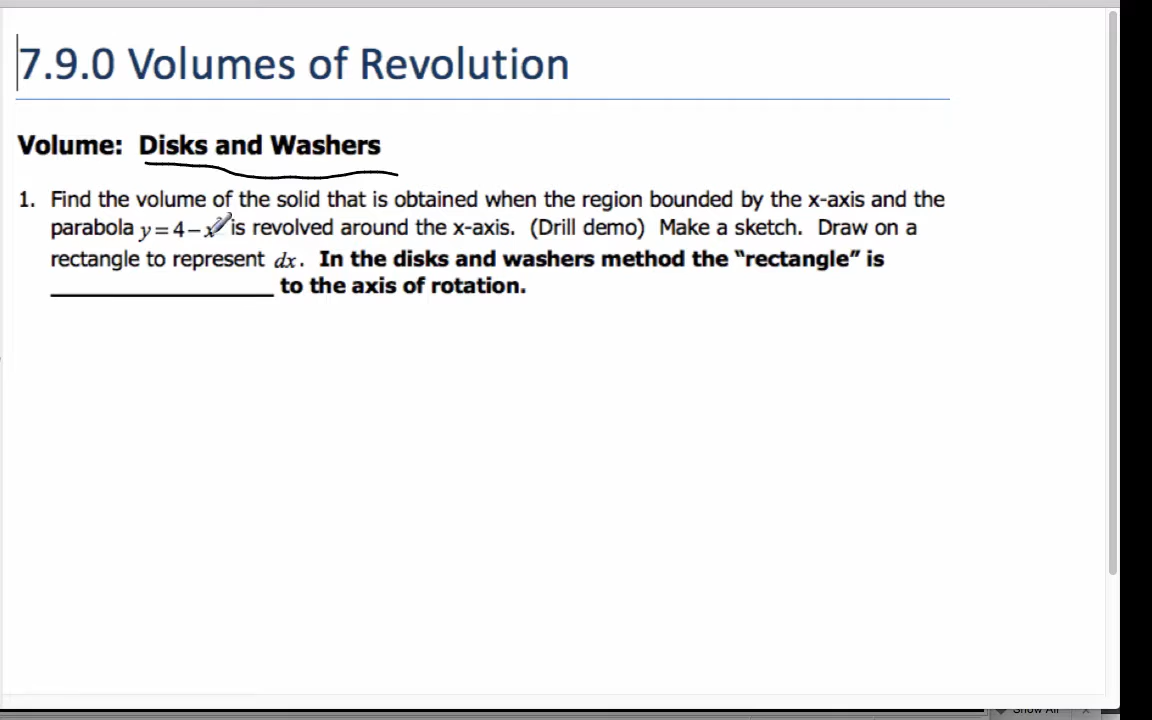 7.9.0 Volumes of Revolution
Volume: Disks and Washers
1. Find the volume of the solid that is obtained when the region bounded by the x-axis and the
parabola y = 4 – x² is revolved around the x-axis. (Drill demo) Make a sketch. Draw on a
rectangle to represent dx. In the disks and washers method the “rectangle” is
____________________ to the axis of rotation.
Show All